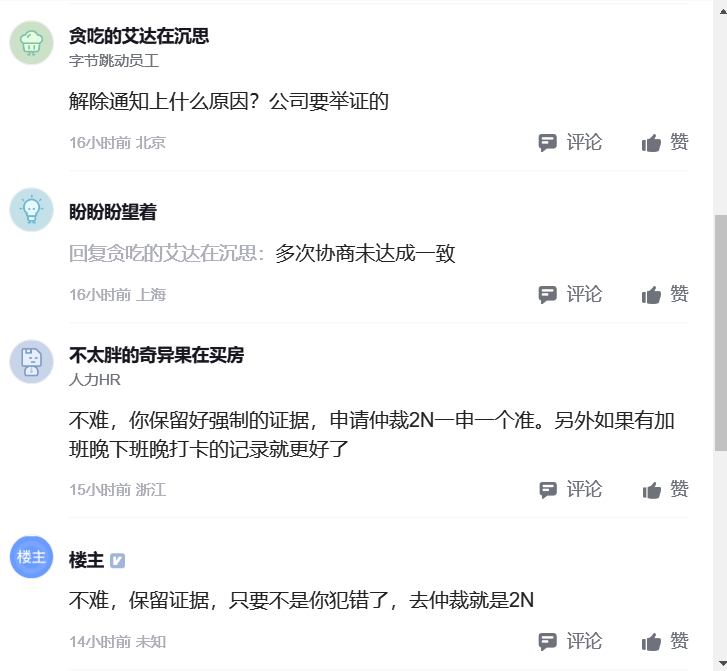 贪吃的艾达在沉思
字节跳动员工
解除通知上什么原因？公司要举证的
16小时前 北京
评论
赞
盼盼盼望着
回复贪吃的艾达在沉思：多次协商未达成一致
16小时前 上海
评论
赞
不太胖的奇异果在买房
人力HR
不难，你保留好强制的证据，申请仲裁2N一申一个准。另外如果有加
班晚下班晚打卡的记录就更好了
15小时前 浙江
评论
赞
楼主
楼主
不难，保留证据，只要不是你犯错了，去仲裁就是2N
14小时前 未知
评论
赞